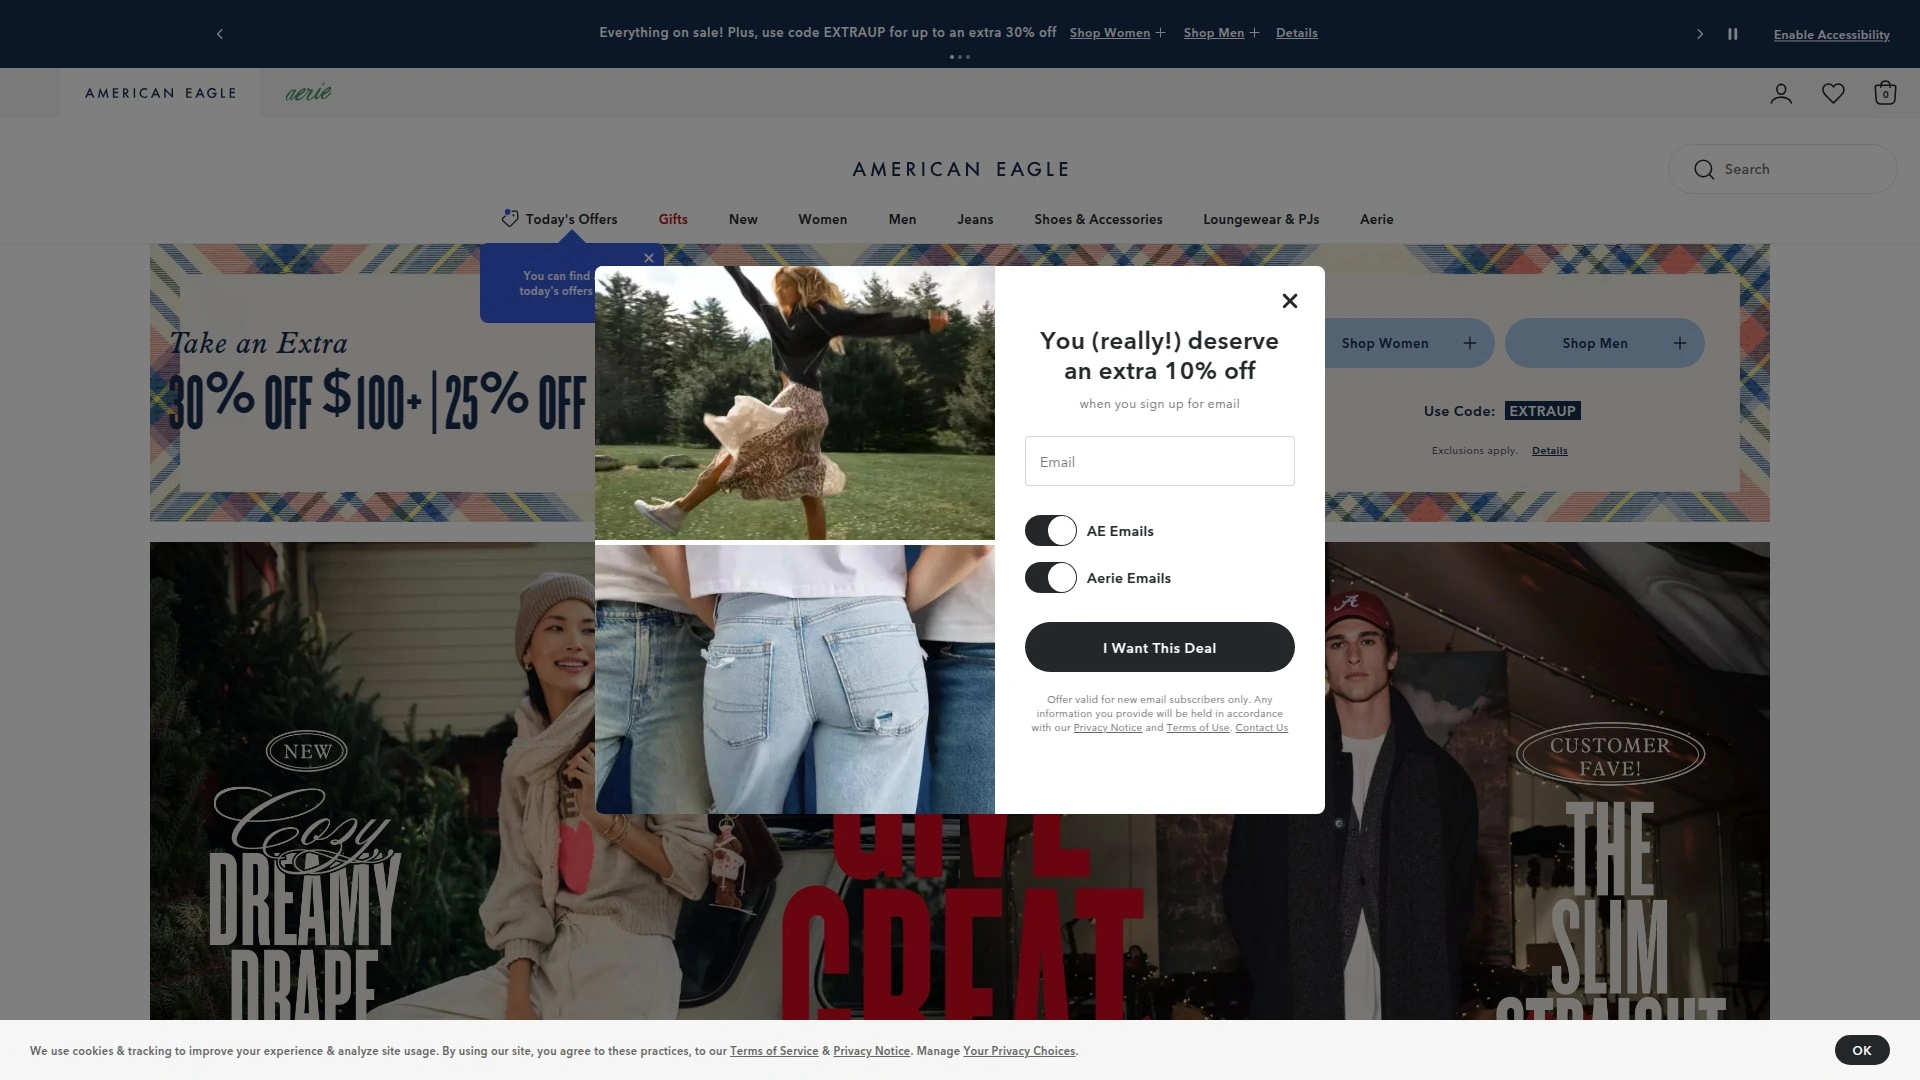 Everything on sale! Plus, use code EXTRAUP for up to an extra 30% off Shop Women Shop Men Details
Enable Accessibility
AMERICAN EAGLE
aerie
0
AMERICAN EAGLE
Search
Today's Offers Gifts New Women Men Jeans Shoes & Accessories Loungewear & PJs Aerie
You can find
today's offers
Take an Extra
30% OFF $100+ | 25% OFF
Shop Women
Shop Men
Use Code: EXTRAUP
Exclusions apply. Details
You (really!) deserve
an extra 10% off
when you sign up for email
Email
AE Emails
Aerie Emails
I Want This Deal
Offer valid for new email subscribers only. Any
information you provide will be held in accordance
with our Privacy Notice and Terms of Use. Contact Us
NEW
Cozy
DREAMY
DRAPE
GIVE
GREAT
A
CUSTOMER
FAVE!
THE
SLIM
STRAIGHT
We use cookies & tracking to improve your experience & analyze site usage. By using our site, you agree to these practices, to our Terms of Service & Privacy Notice. Manage Your Privacy Choices.
OK